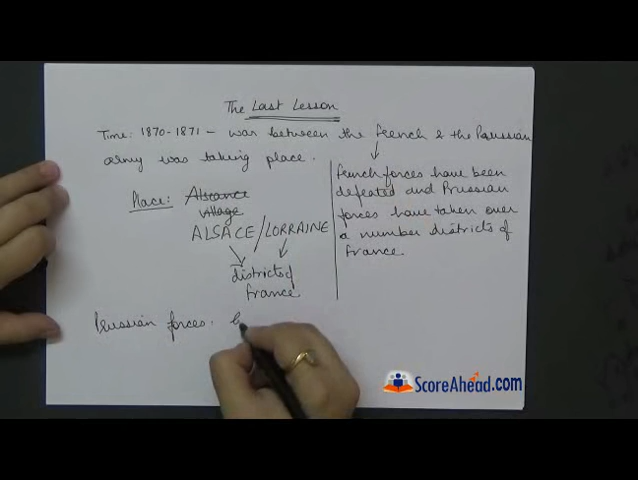 The Last Lesson
Time: 1870-1871 - war between the french & the Prussian
army was taking place.
french forces have been
defeated and Prussian
forces have taken over
a number districts of
france.
Place: Alsance
village
ALSACE/LORRAINE
districts of
france
Prussian forces:
ScoreAhead.com